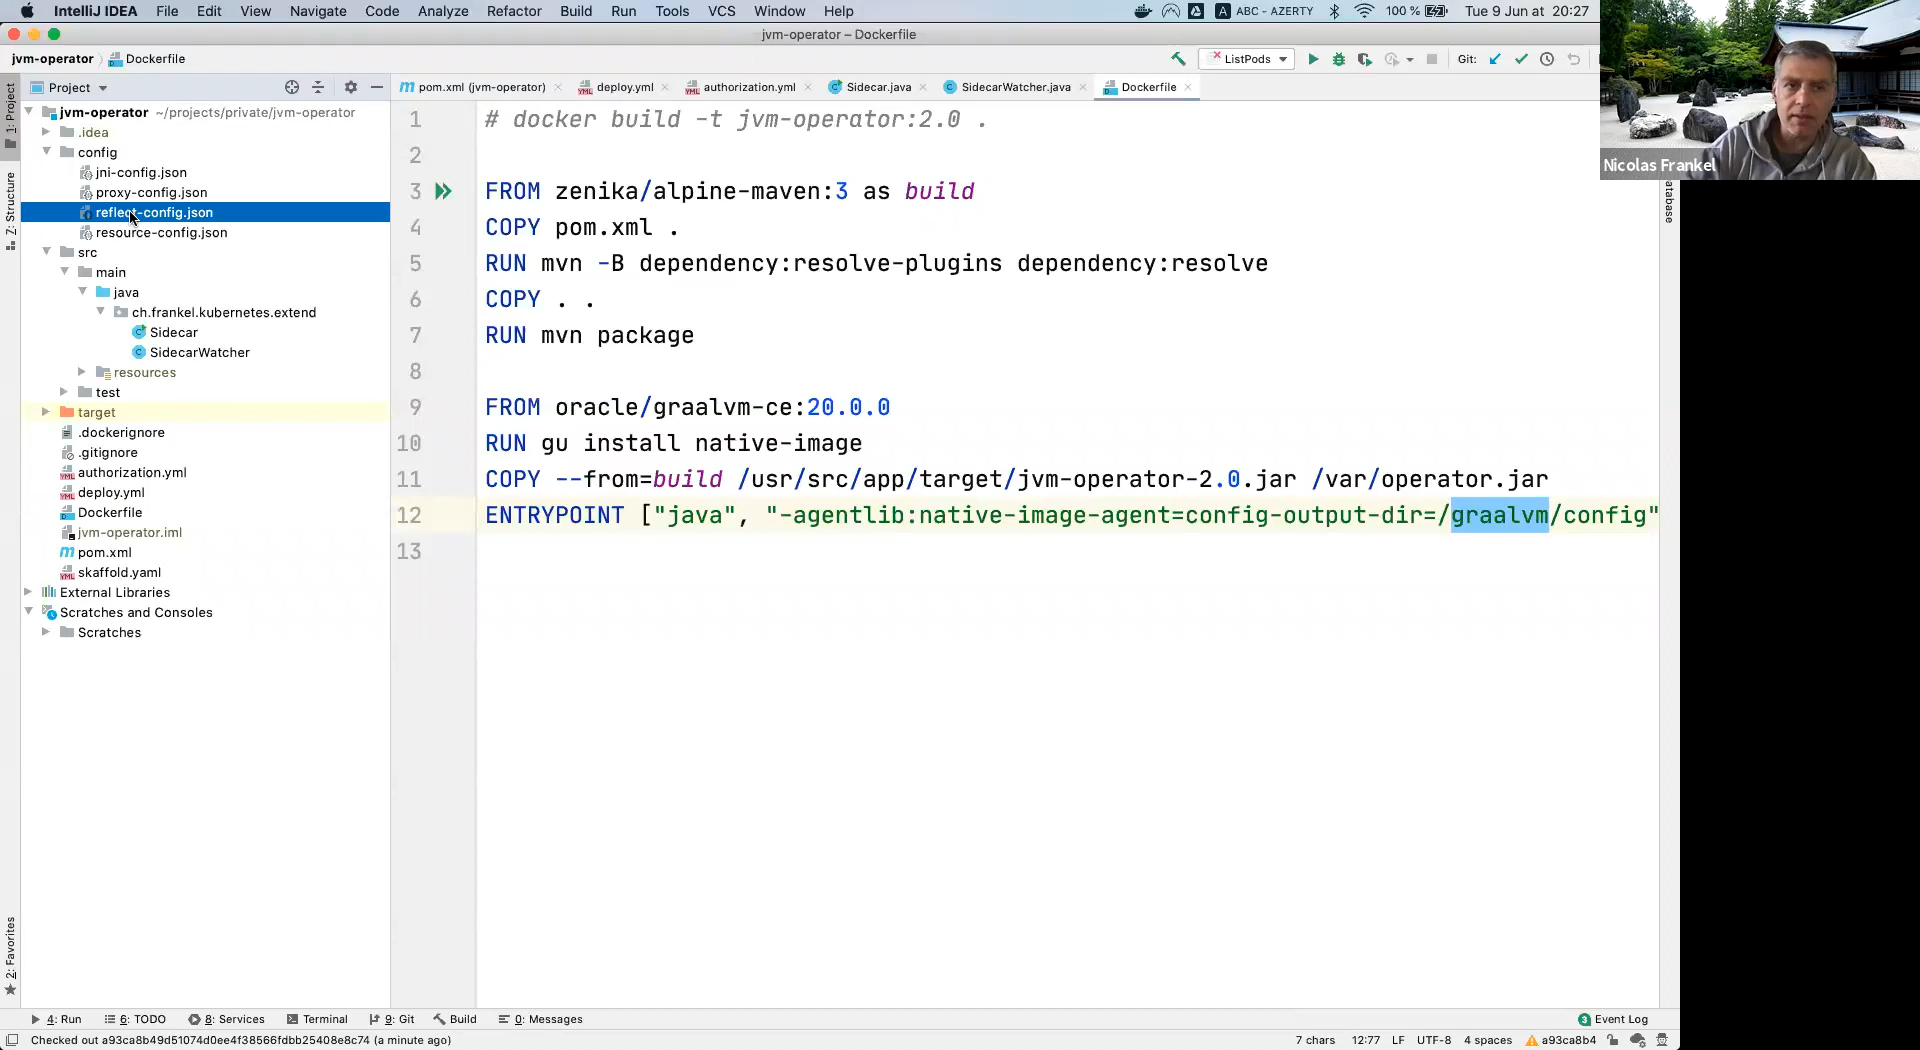 IntelliJ IDEA File Edit View Navigate Code Analyze Refactor Build Run Tools VCS Window Help A ABC - AZERTY 100 % Tue 9 Jun at 20:27
jvm-operator – Dockerfile
jvm-operator Dockerfile ListPods Git:
Project pom.xml (jvm-operator) deploy.yml authorization.yml Sidecar.java SidecarWatcher.java Dockerfile
1: Project
Z: Structure
2: Favorites
jvm-operator ~/projects/private/jvm-operator
.idea
config
jni-config.json
proxy-config.json
reflect-config.json
resource-config.json
src
main
java
ch.frankel.kubernetes.extend
Sidecar
SidecarWatcher
resources
test
target
.dockerignore
.gitignore
authorization.yml
deploy.yml
Dockerfile
jvm-operator.iml
pom.xml
skaffold.yaml
External Libraries
Scratches and Consoles
Scratches
1 # docker build -t jvm-operator:2.0 .
2
3 FROM zenika/alpine-maven:3 as build
4 COPY pom.xml .
5 RUN mvn -B dependency:resolve-plugins dependency:resolve
6 COPY . .
7 RUN mvn package
8
9 FROM oracle/graalvm-ce:20.0.0
10 RUN gu install native-image
11 COPY --from=build /usr/src/app/target/jvm-operator-2.0.jar /var/operator.jar
12 ENTRYPOINT ["java", "-agentlib:native-image-agent=config-output-dir=/graalvm/config"
13
Nicolas Frankel
atabase
4: Run 6: TODO 8: Services Terminal 9: Git Build 0: Messages 3 Event Log
Checked out a93ca8b49d51074d0ee4f38566fdbb25408e8c74 (a minute ago) 7 chars 12:77 LF UTF-8 4 spaces a93ca8b4